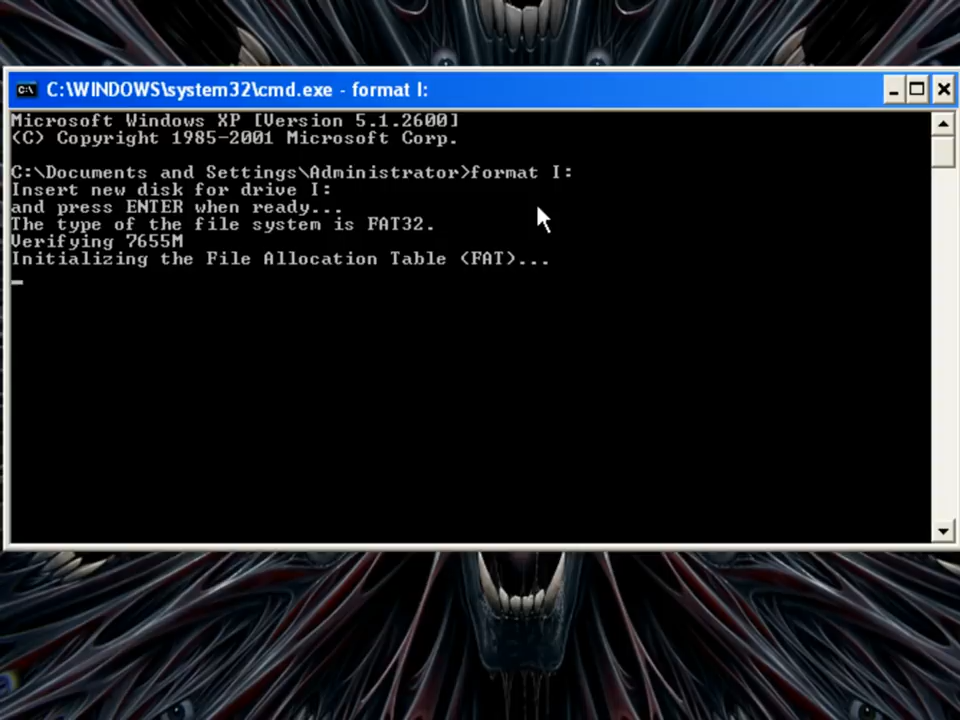 C:\WINDOWS\system32\cmd.exe - format I:
Microsoft Windows XP [Version 5.1.2600]
(C) Copyright 1985-2001 Microsoft Corp.
C:\Documents and Settings\Administrator>format I:
Insert new disk for drive I:
and press ENTER when ready...
The type of the file system is FAT32.
Verifying 7655M
Initializing the File Allocation Table (FAT)...